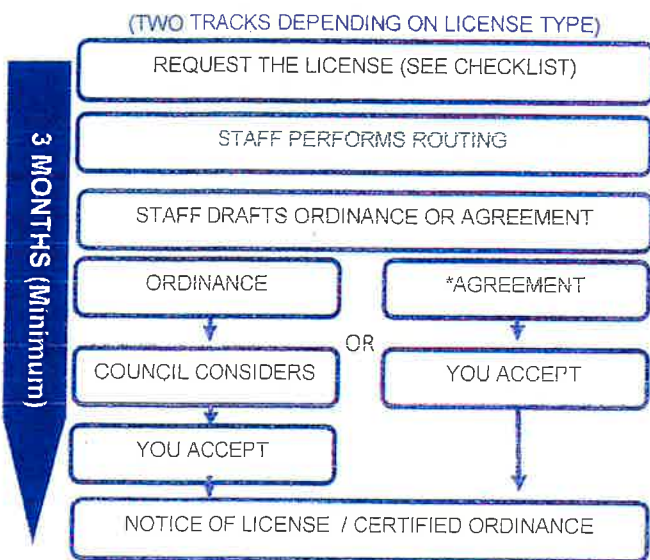 (TWO TRACKS DEPENDING ON LICENSE TYPE)
REQUEST THE LICENSE (SEE CHECKLIST)
STAFF PERFORMS ROUTING
STAFF DRAFTS ORDINANCE OR AGREEMENT
3 MONTHS (Minimum)
ORDINANCE
*AGREEMENT
OR
COUNCIL CONSIDERS
YOU ACCEPT
YOU ACCEPT
NOTICE OF LICENSE / CERTIFIED ORDINANCE